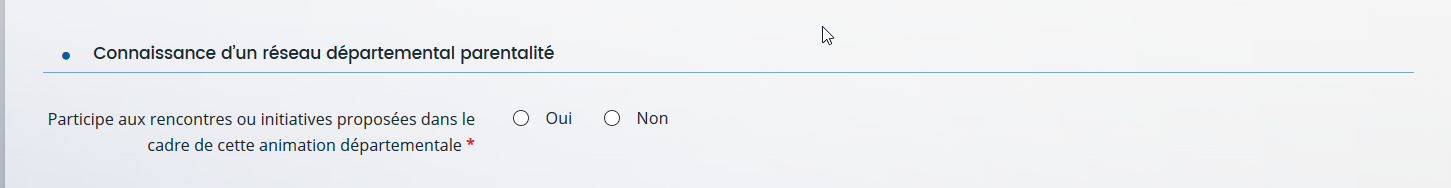 Connaissance d'un réseau départemental parentalité
Participe aux rencontres ou initiatives proposées dans le
cadre de cette animation départementale *
Oui
Non